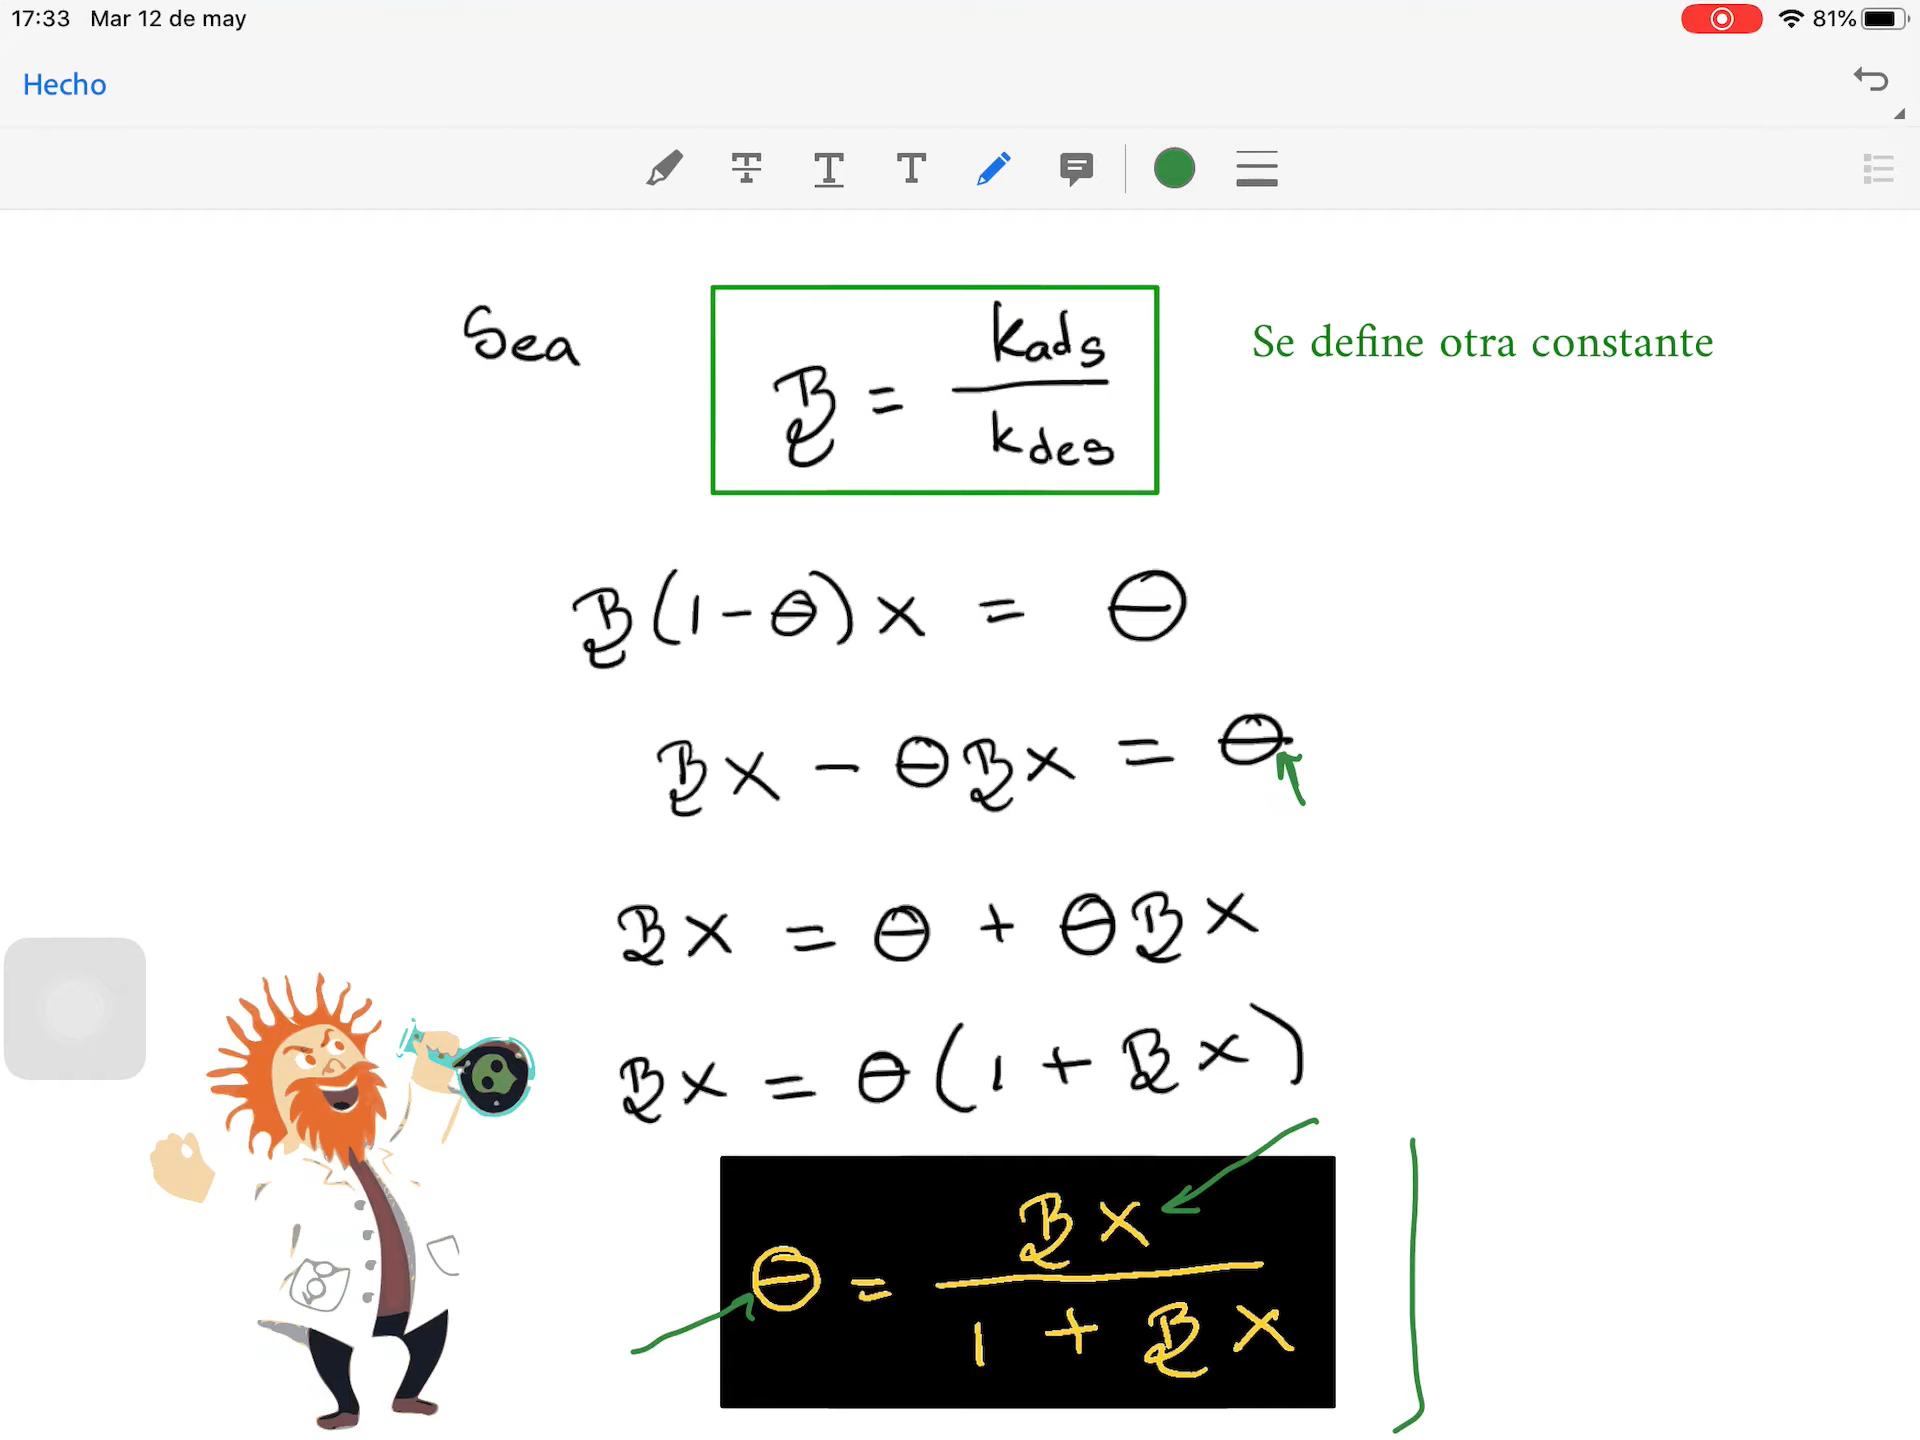 17:33 Mar 12 de may 81%
Hecho
T T T
Sea B = kads / kdes Se define otra constante
B(1-θ)x = θ
Bx - θBx = θ
Bx = θ + θBx
Bx = θ(1 + Bx)
θ = Bx / 1 + Bx